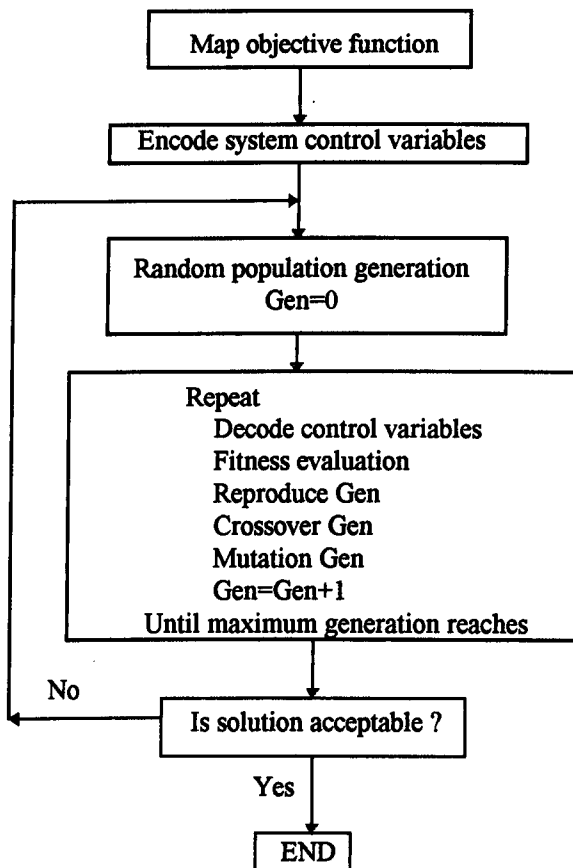 Map objective function
Encode system control variables
Random population generation
Gen=0
Repeat
Decode control variables
Fitness evaluation
Reproduce Gen
Crossover Gen
Mutation Gen
Gen=Gen+1
Until maximum generation reaches
No
Is solution acceptable ?
Yes
END